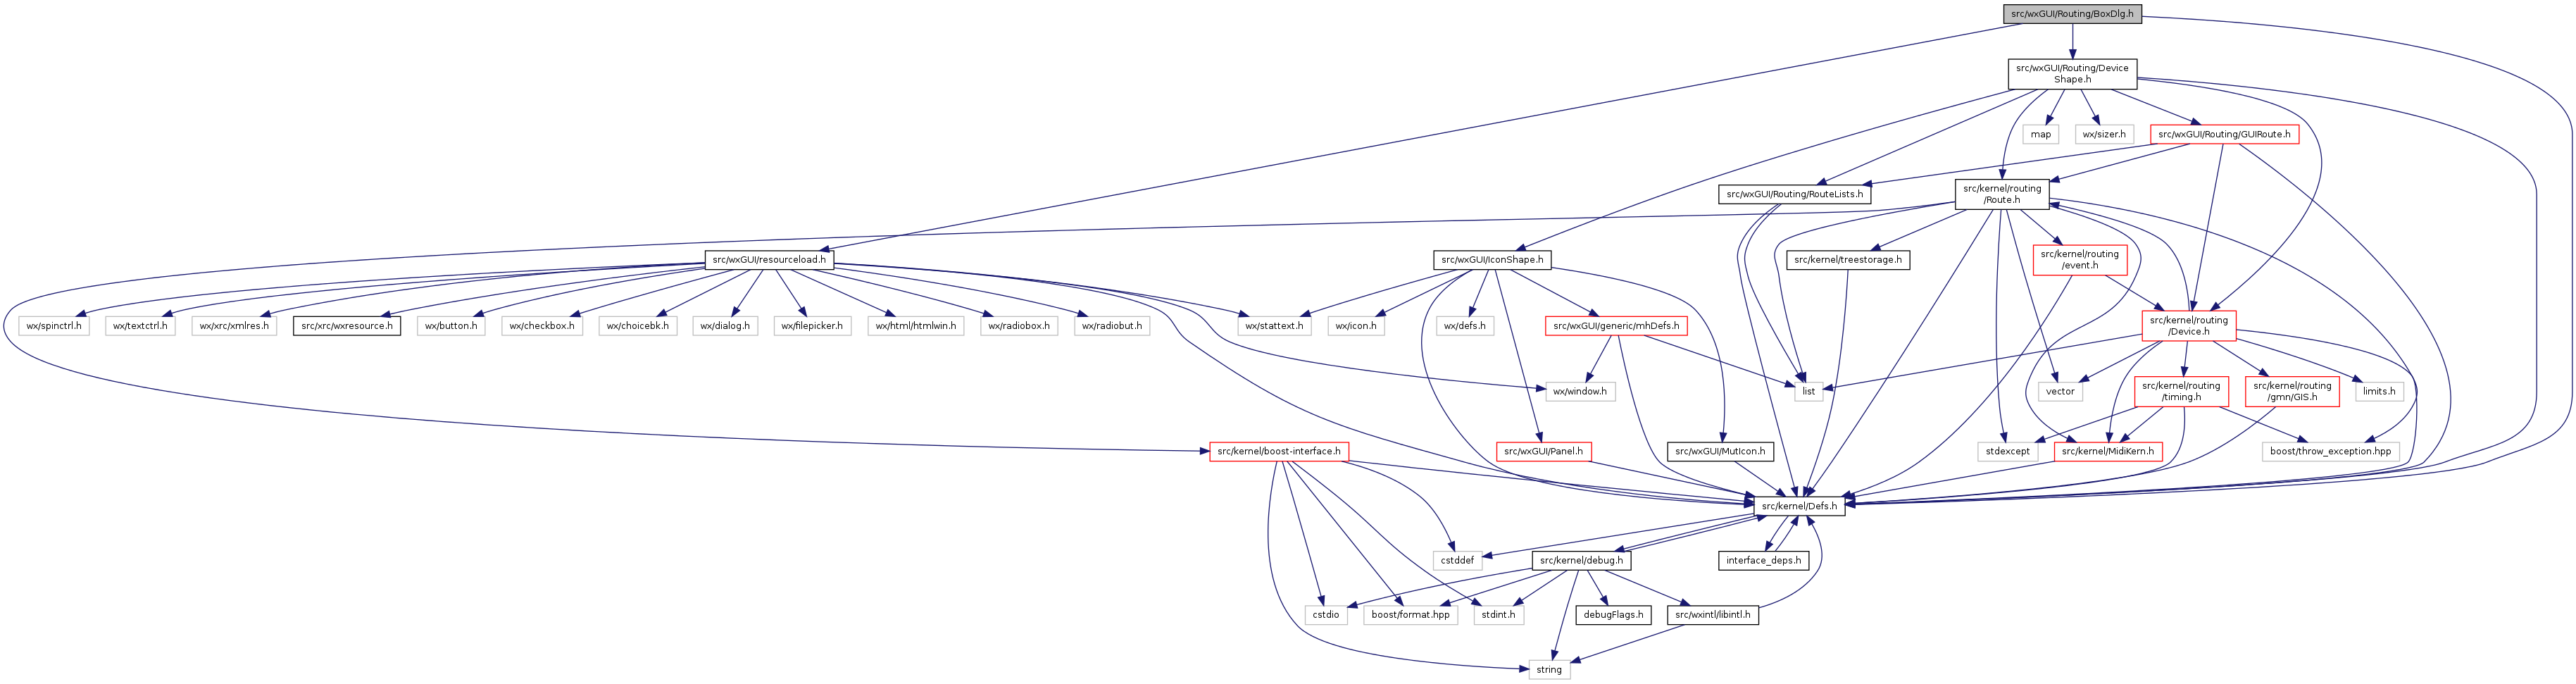 src/wxGUI/Routing/BoxDlg.h
src/wxGUI/Routing/Device
Shape.h
map
wx/sizer.h
src/wxGUI/Routing/GUIRoute.h
src/wxGUI/Routing/RouteLists.h
src/kernel/routing
/Route.h
src/wxGUI/resourceload.h
src/wxGUI/IconShape.h
src/kernel/treestorage.h
src/kernel/routing
/event.h
wx/spinctrl.h
wx/textctrl.h
wx/xrc/xmlres.h
src/xrc/wxresource.h
wx/button.h
wx/checkbox.h
wx/choicebk.h
wx/dialog.h
wx/filepicker.h
wx/html/htmlwin.h
wx/radiobox.h
wx/radiobut.h
wx/stattext.h
wx/icon.h
wx/defs.h
src/wxGUI/generic/mhDefs.h
src/kernel/routing
/Device.h
wx/window.h
list
vector
src/kernel/routing
/timing.h
src/kernel/routing
/gmn/GIS.h
limits.h
src/kernel/boost-interface.h
src/wxGUI/Panel.h
src/wxGUI/MutIcon.h
stdexcept
src/kernel/MidiKern.h
boost/throw_exception.hpp
src/kernel/Defs.h
cstddef
src/kernel/debug.h
interface_deps.h
cstdio
boost/format.hpp
stdint.h
debugFlags.h
src/wxintl/libintl.h
string